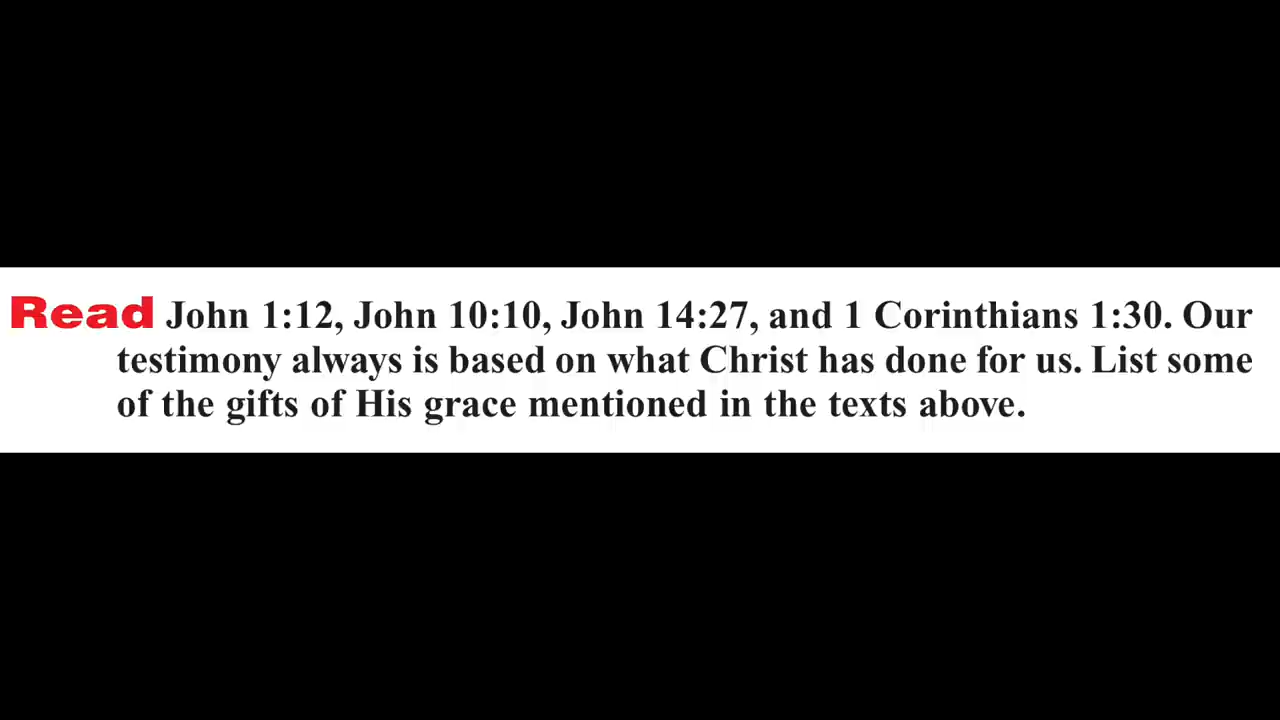 Read John 1:12, John 10:10, John 14:27, and 1 Corinthians 1:30. Our
testimony always is based on what Christ has done for us. List some
of the gifts of His grace mentioned in the texts above.